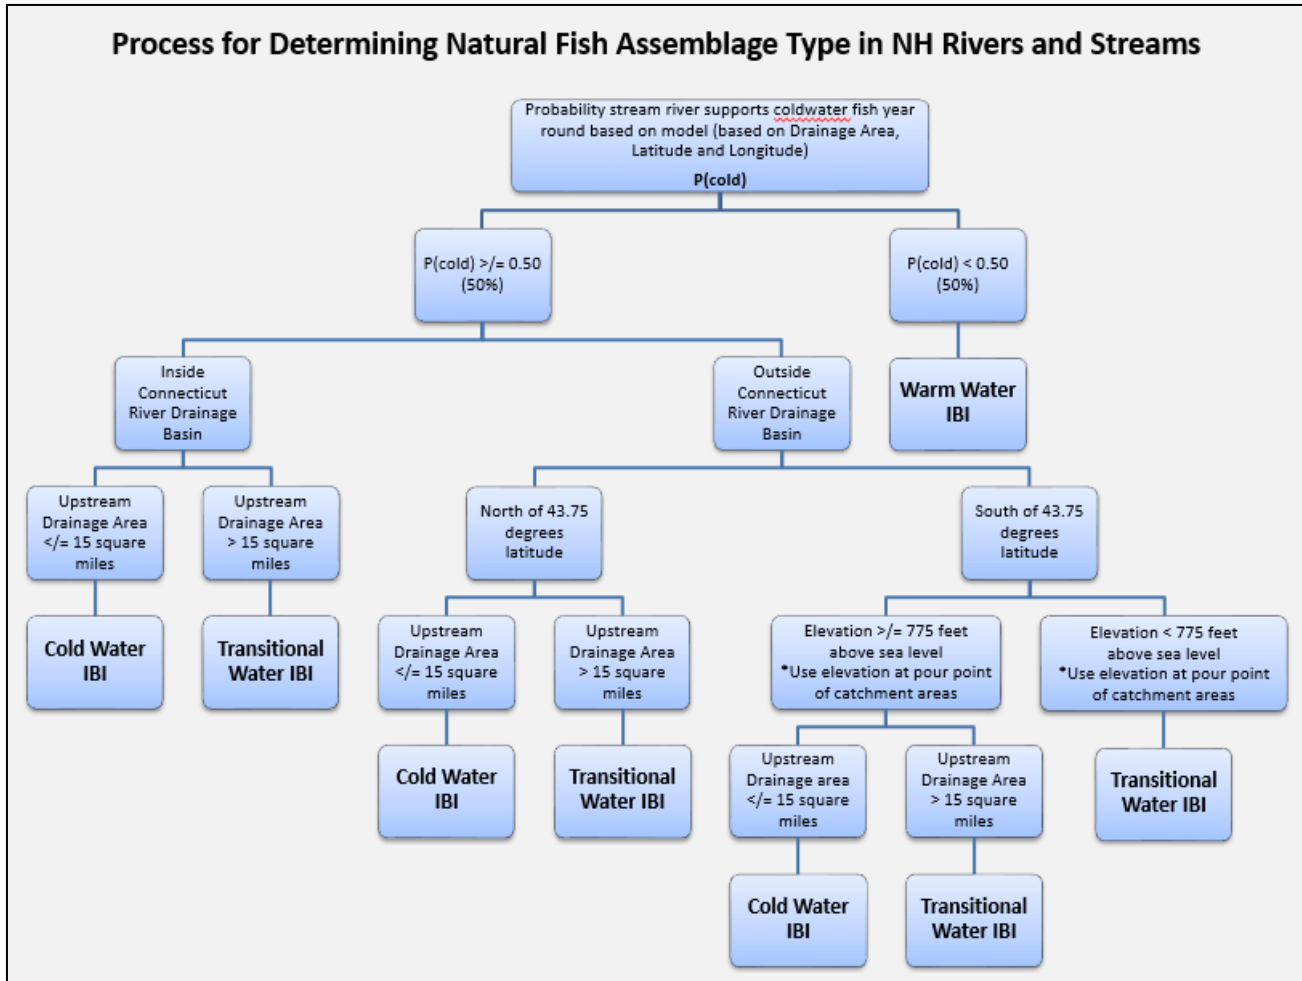 Process for Determining Natural Fish Assemblage Type in NH Rivers and Streams
Probability stream river supports coldwater fish year
round based on model (based on Drainage Area,
Latitude and Longitude)
P(cold)
P(cold) >/= 0.50
(50%)
P(cold) < 0.50
(50%)
Inside
Connecticut
River Drainage
Basin
Outside
Connecticut
River Drainage
Basin
Warm Water
IBI
Upstream
Drainage Area
</= 15 square
miles
Upstream
Drainage Area
> 15 square
miles
North of 43.75
degrees
latitude
South of 43.75
degrees
latitude
Cold Water
IBI
Transitional
Water IBI
Upstream
Drainage Area
</= 15 square
miles
Upstream
Drainage Area
> 15 square
miles
Elevation >/= 775 feet
above sea level
*Use elevation at pour point
of catchment areas
Elevation < 775 feet
above sea level
*Use elevation at pour point
of catchment areas
Cold Water
IBI
Transitional
Water IBI
Upstream
Drainage area
</= 15 square
miles
Upstream
Drainage Area
> 15 square
miles
Transitional
Water IBI
Cold Water
IBI
Transitional
Water IBI